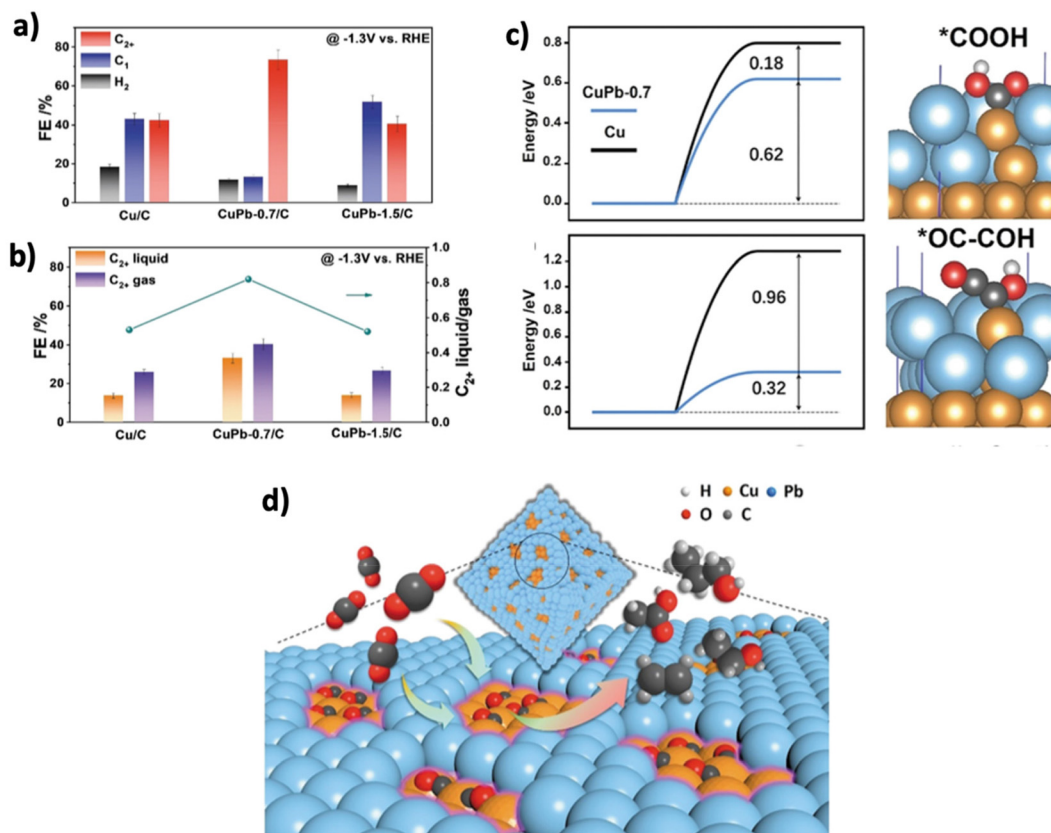 a)
C₂₊
C₁
H₂
@ -1.3V vs. RHE
FE /%
80
60
40
20
0
Cu/C
CuPb-0.7/C
CuPb-1.5/C
b)
C₂₊ liquid
C₂₊ gas
@ -1.3V vs. RHE
FE /%
80
60
40
20
0
1.0
0.8
0.6
0.4
0.2
0.0
C₂₊ liquid/gas
Cu/C
CuPb-0.7/C
CuPb-1.5/C
c)
Energy /eV
0.8
0.6
0.4
0.2
0.0
CuPb-0.7
Cu
0.18
0.62
*COOH
Energy /eV
1.2
1.0
0.8
0.6
0.4
0.2
0.0
0.96
0.32
*OC-COH
d)
H Cu Pb
O C